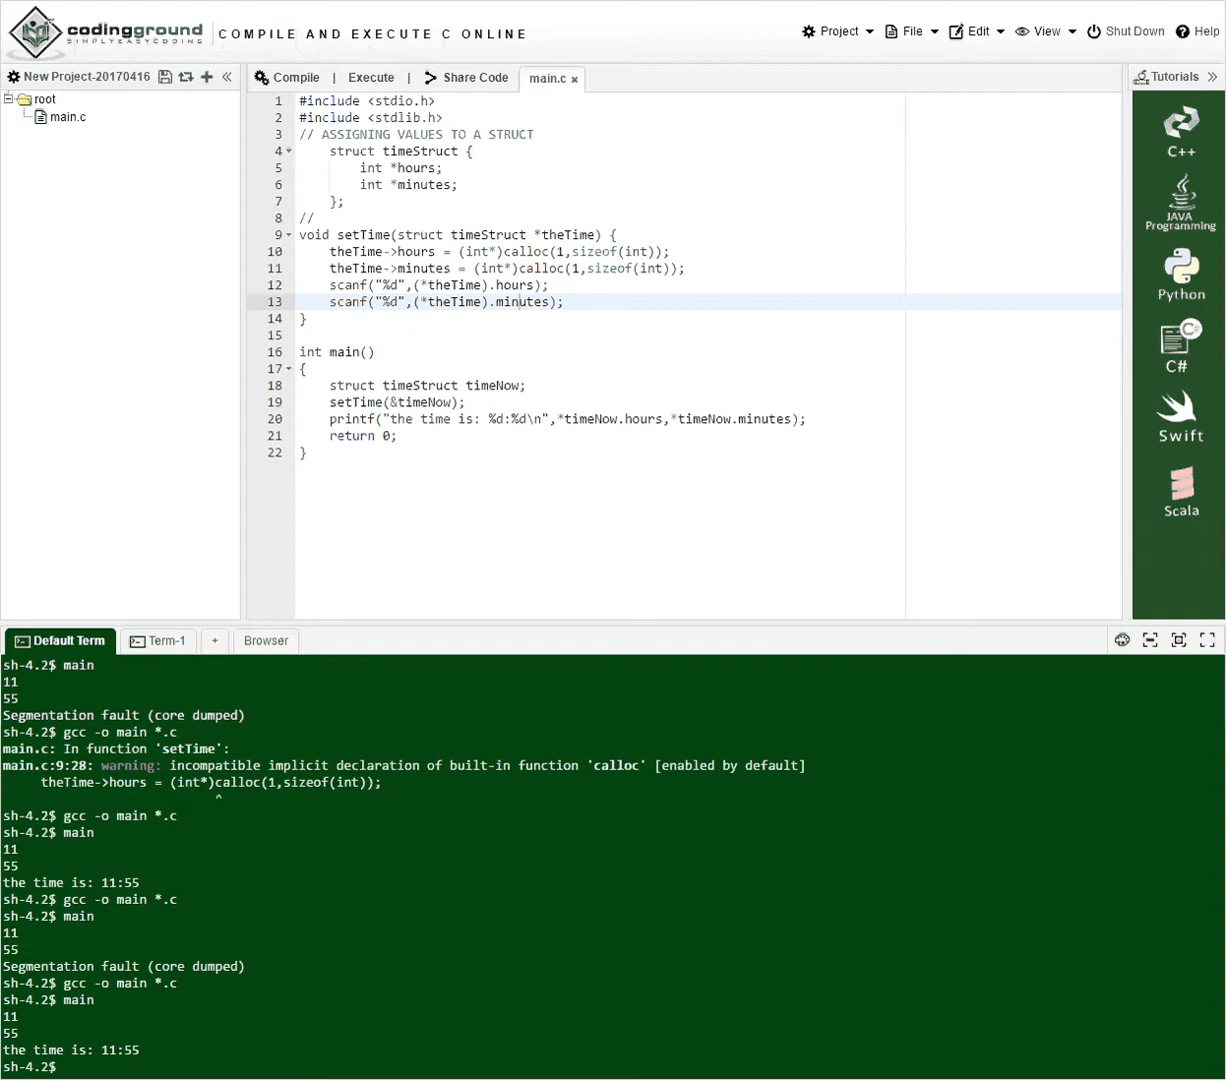 codingground
SIMPLYEASYCODING
COMPILE AND EXECUTE C ONLINE
Project File Edit View Shut Down Help
New Project-20170416
Compile | Execute | Share Code main.c ×
Tutorials
root
main.c
1 #include <stdio.h>
2 #include <stdlib.h>
3 // ASSIGNING VALUES TO A STRUCT
4 struct timeStruct {
5 int *hours;
6 int *minutes;
7 };
8 //
9 void setTime(struct timeStruct *theTime) {
10 theTime->hours = (int*)calloc(1,sizeof(int));
11 theTime->minutes = (int*)calloc(1,sizeof(int));
12 scanf("%d",(*theTime).hours);
13 scanf("%d",(*theTime).minutes);
14 }
15
16 int main()
17 {
18 struct timeStruct timeNow;
19 setTime(&timeNow);
20 printf("the time is: %d:%d\n",*timeNow.hours,*timeNow.minutes);
21 return 0;
22 }
C++
JAVA
Programming
Python
C#
Swift
Scala
Default Term Term-1 + Browser
sh-4.2$ main
11
55
Segmentation fault (core dumped)
sh-4.2$ gcc -o main *.c
main.c: In function 'setTime':
main.c:9:28: warning: incompatible implicit declaration of built-in function 'calloc' [enabled by default]
theTime->hours = (int*)calloc(1,sizeof(int));
^
sh-4.2$ gcc -o main *.c
sh-4.2$ main
11
55
the time is: 11:55
sh-4.2$ gcc -o main *.c
sh-4.2$ main
11
55
Segmentation fault (core dumped)
sh-4.2$ gcc -o main *.c
sh-4.2$ main
11
55
the time is: 11:55
sh-4.2$